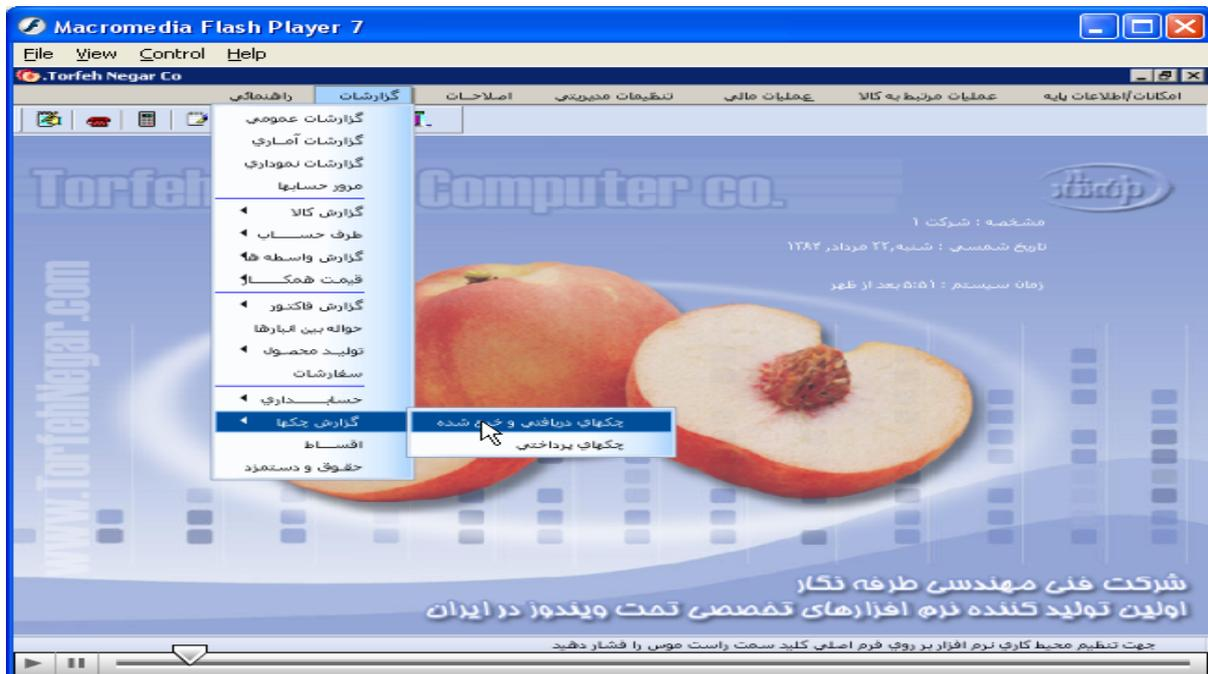 Macromedia Flash Player 7
File View Control Help
.Torfeh Negar Co
امکانات/اطلاعات پایه عملیات مرتبط به کالا عملیات مالی تنظیمات مدیریتی اصلاحات گزارشات راهنمائی
گزارشات عمومی
گزارشات آماری
گزارشات نموداری
مرور حسابها
گزارش کالا
طرف حساب
گزارش واسطه ها
قیمت همکار
گزارش فاکتور
حواله بین انبارها
تولید محصول
سفارشات
حسابداری
گزارش چکها
اقساط
حقوق و دستمزد
چکهای دریافتی و شده
چکهای پرداختی
Torfeh Computer co.
طرفه نگار
مشخصه : شرکت ۱
تاریخ شمسی : شنبه,۲۲ مرداد, ۱۳۸۴
زمان سیستم : ۵:۵۱ بعد از ظهر
www.TorfehNegar.com
شرکت فنی مهندسی طرفه نگار
اولین تولید کننده نرم افزارهای تخصصی تحت ویندوز در ایران
جهت تنظیم محیط کاری نرم افزار بر روی فرم اصلی کلید سمت راست موس را فشار دهید